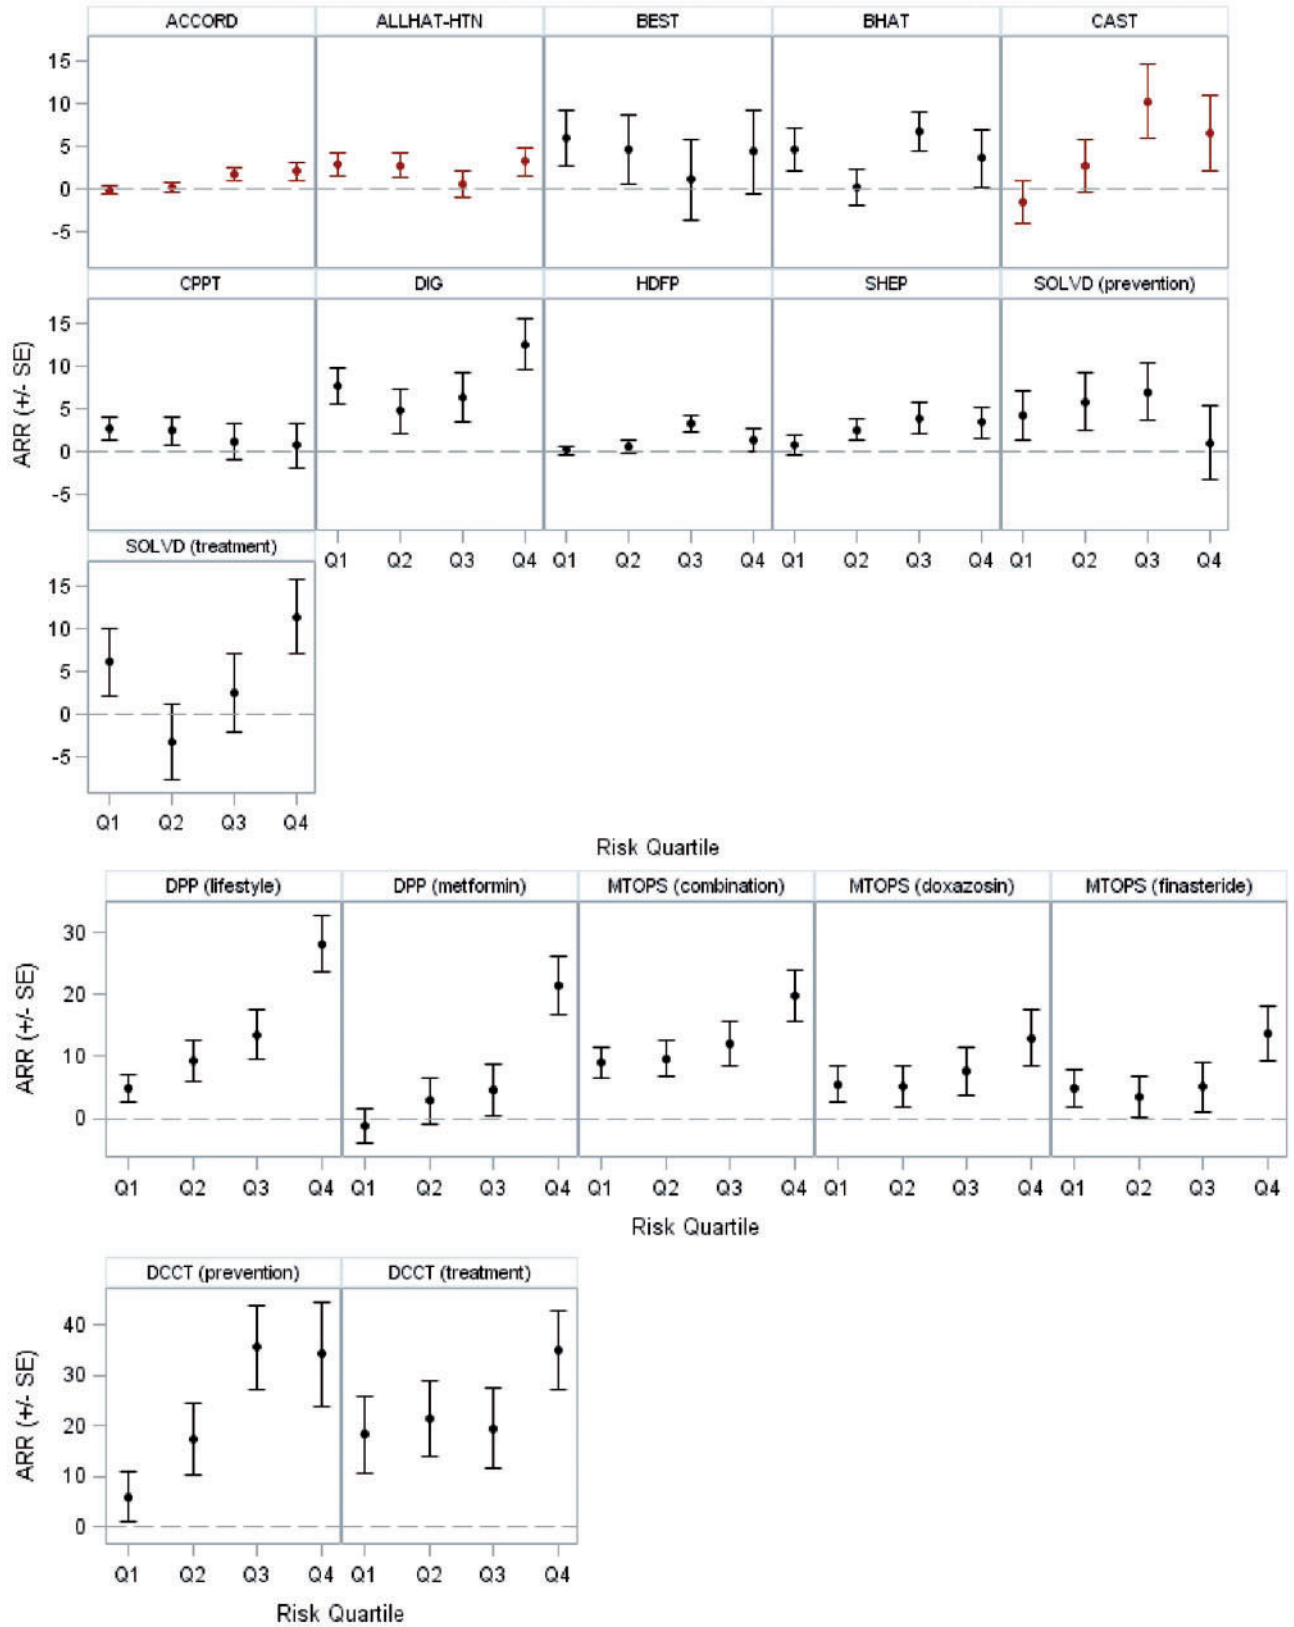 ACCORD ALLHAT-HTN BEST BHAT CAST
15
10
5
0
-5
CPPT DIG HDFP SHEP SOLVD (prevention)
15
10
5
0
-5
ARR (+/- SE)
SOLVD (treatment)
Q1 Q2 Q3 Q4 Q1 Q2 Q3 Q4 Q1 Q2 Q3 Q4 Q1 Q2 Q3 Q4
15
10
5
0
-5
Q1 Q2 Q3 Q4
Risk Quartile
DPP (lifestyle) DPP (metformin) MTOPS (combination) MTOPS (doxazosin) MTOPS (finasteride)
30
20
10
0
ARR (+/- SE)
Q1 Q2 Q3 Q4 Q1 Q2 Q3 Q4 Q1 Q2 Q3 Q4 Q1 Q2 Q3 Q4 Q1 Q2 Q3 Q4
Risk Quartile
DCCT (prevention) DCCT (treatment)
40
30
20
10
0
ARR (+/- SE)
Q1 Q2 Q3 Q4 Q1 Q2 Q3 Q4
Risk Quartile